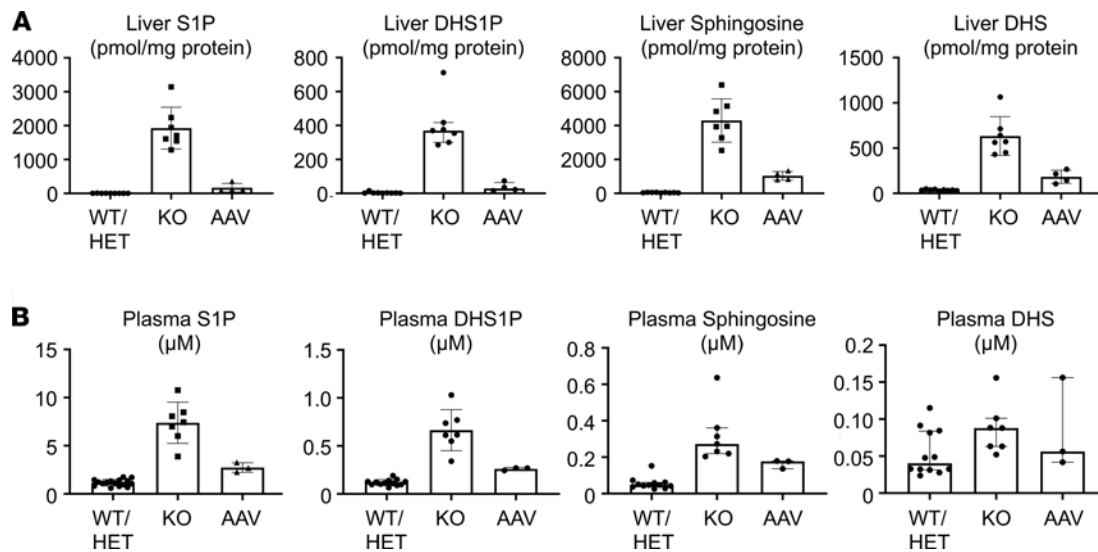 A
Liver S1P
(pmol/mg protein)
4000
3000
2000
1000
0
WT/
HET
KO
AAV
Liver DHS1P
(pmol/mg protein)
800
600
400
200
0
WT/
HET
KO
AAV
Liver Sphingosine
(pmol/mg protein)
8000
6000
4000
2000
0
WT/
HET
KO
AAV
Liver DHS
(pmol/mg protein
1500
1000
500
0
WT/
HET
KO
AAV
B
Plasma S1P
(µM)
15
10
5
0
WT/
HET
KO
AAV
Plasma DHS1P
(µM)
1.5
1.0
0.5
0.0
WT/
HET
KO
AAV
Plasma Sphingosine
(µM)
0.8
0.6
0.4
0.2
0
WT/
HET
KO
AAV
Plasma DHS
(µM)
0.2
0.15
0.10
0.05
0
WT/
HET
KO
AAV